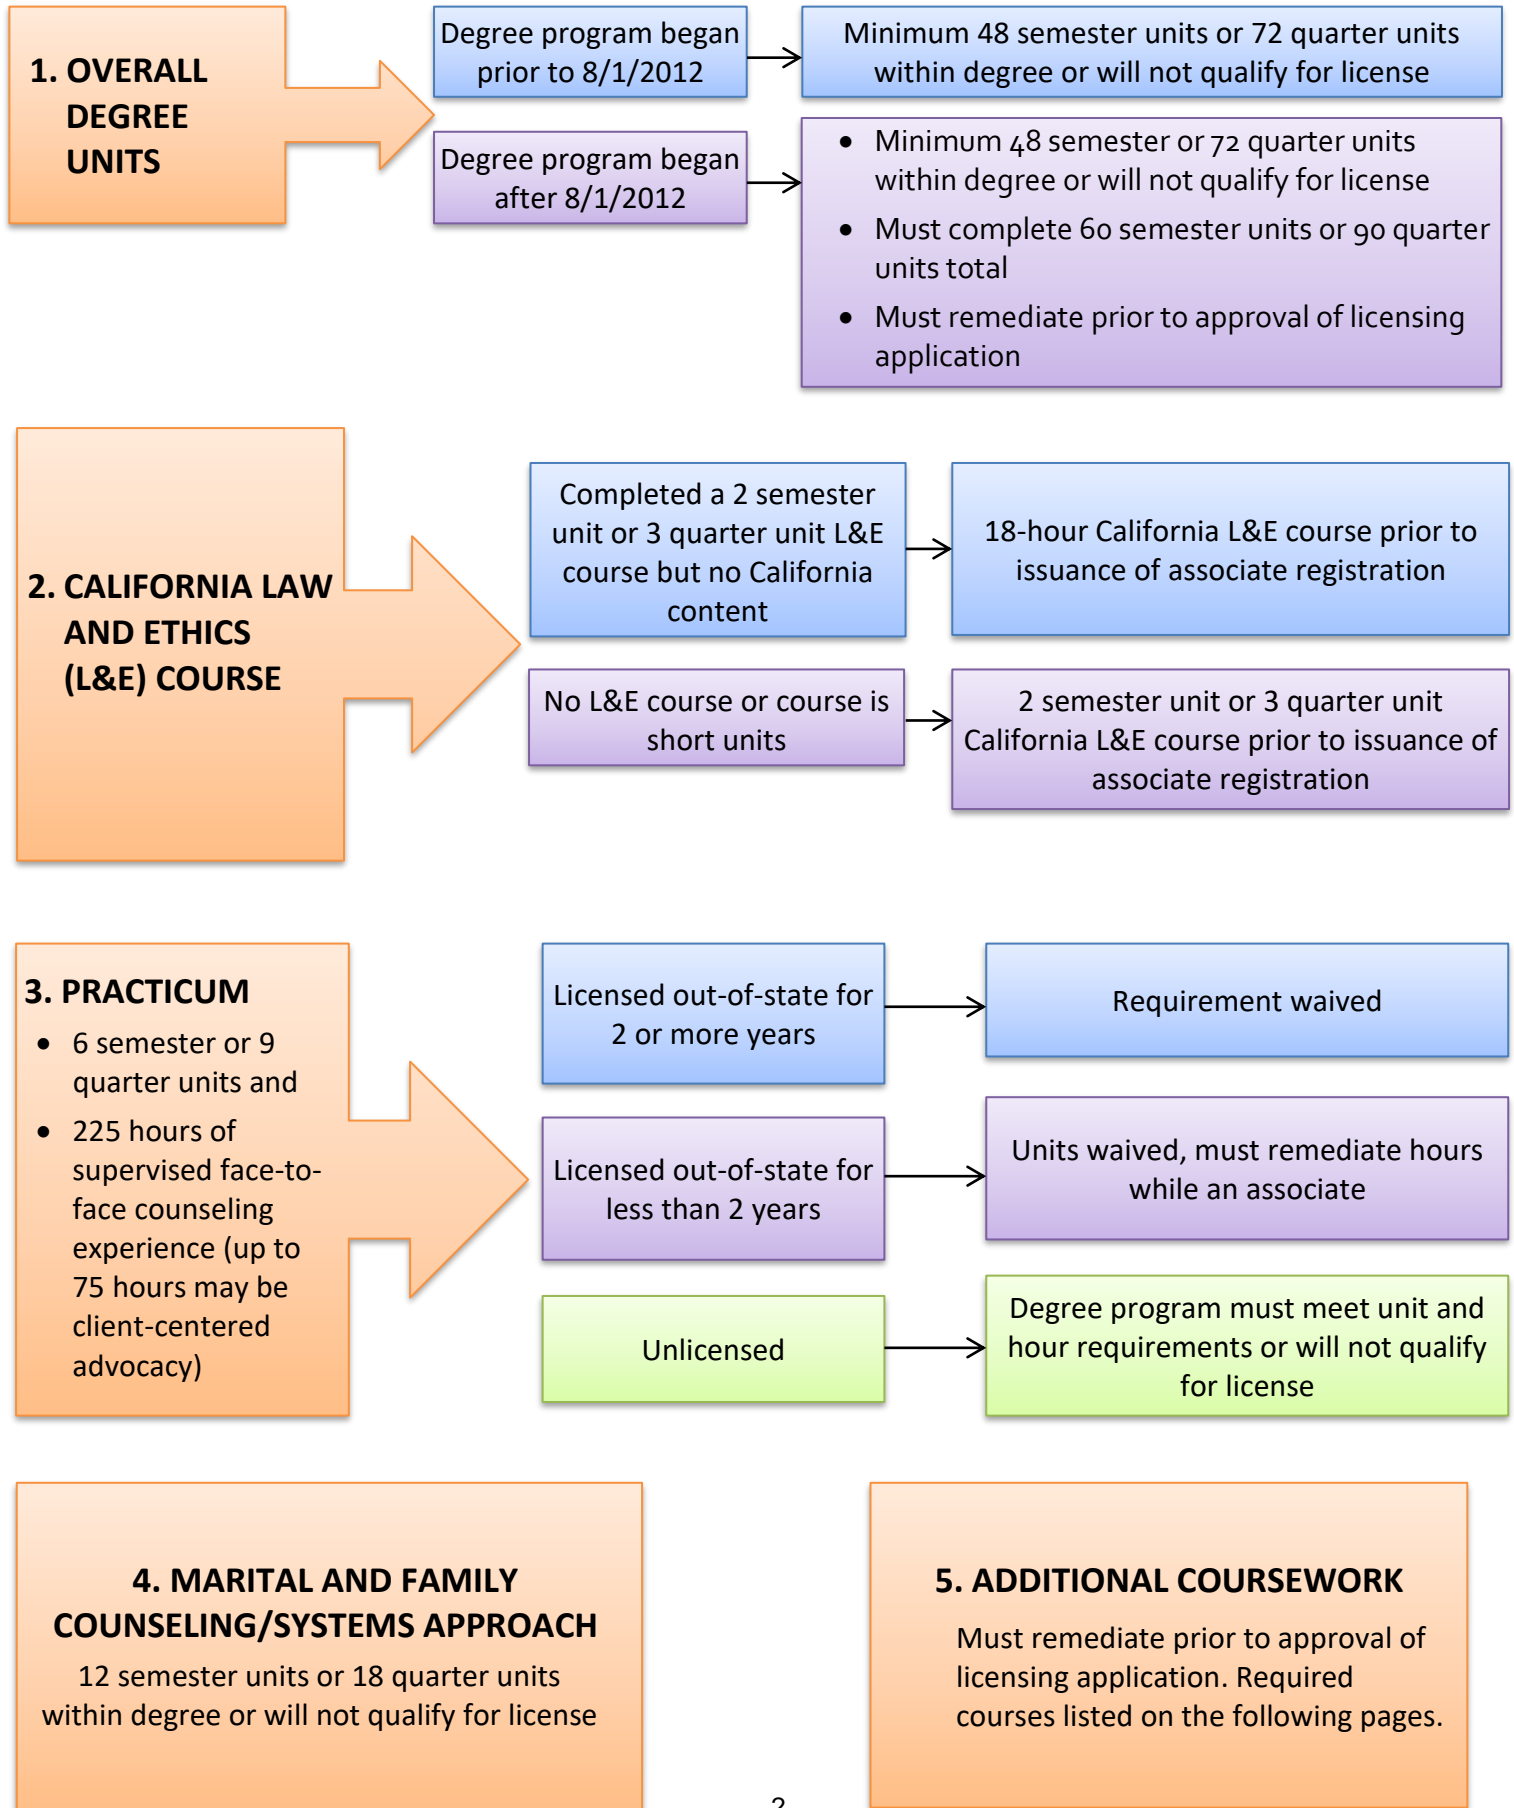 1. OVERALL
DEGREE
UNITS
Degree program began
prior to 8/1/2012
Minimum 48 semester units or 72 quarter units
within degree or will not qualify for license
Degree program began
after 8/1/2012
• Minimum 48 semester or 72 quarter units
within degree or will not qualify for license
• Must complete 60 semester units or 90 quarter
units total
• Must remediate prior to approval of licensing
application
2. CALIFORNIA LAW
AND ETHICS
(L&E) COURSE
Completed a 2 semester
unit or 3 quarter unit L&E
course but no California
content
18-hour California L&E course prior to
issuance of associate registration
No L&E course or course is
short units
2 semester unit or 3 quarter unit
California L&E course prior to issuance of
associate registration
3. PRACTICUM
• 6 semester or 9
quarter units and
• 225 hours of
supervised face-to-
face counseling
experience (up to
75 hours may be
client-centered
advocacy)
Licensed out-of-state for
2 or more years
Requirement waived
Licensed out-of-state for
less than 2 years
Units waived, must remediate hours
while an associate
Unlicensed
Degree program must meet unit and
hour requirements or will not qualify
for license
4. MARITAL AND FAMILY
COUNSELING/SYSTEMS APPROACH
12 semester units or 18 quarter units
within degree or will not qualify for license
5. ADDITIONAL COURSEWORK
Must remediate prior to approval of
licensing application. Required
courses listed on the following pages.
2